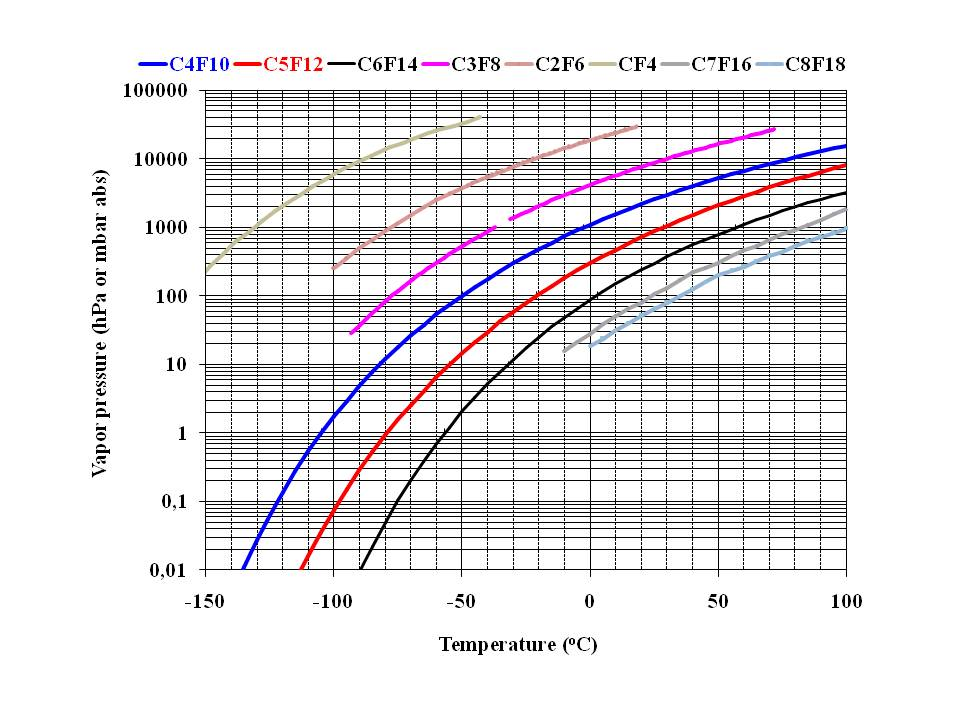 C4F10 C5F12 C6F14 C3F8 C2F6 CF4 C7F16 C8F18
100000
10000
1000
100
10
1
0,1
0,01
Vapor pressure (hPa or mbar abs)
-150 -100 -50 0 50 100
Temperature (ºC)